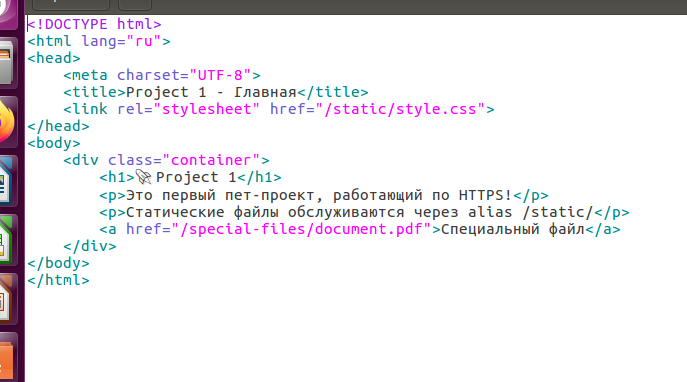 <!DOCTYPE html>
<html lang="ru">
<head>
    <meta charset="UTF-8">
    <title>Project 1 - Главная</title>
    <link rel="stylesheet" href="/static/style.css">
</head>
<body>
    <div class="container">
        <h1>🚀 Project 1</h1>
        <p>Это первый пет-проект, работающий по HTTPS!</p>
        <p>Статические файлы обслуживаются через alias /static/</p>
        <a href="/special-files/document.pdf">Специальный файл</a>
    </div>
</body>
</html>